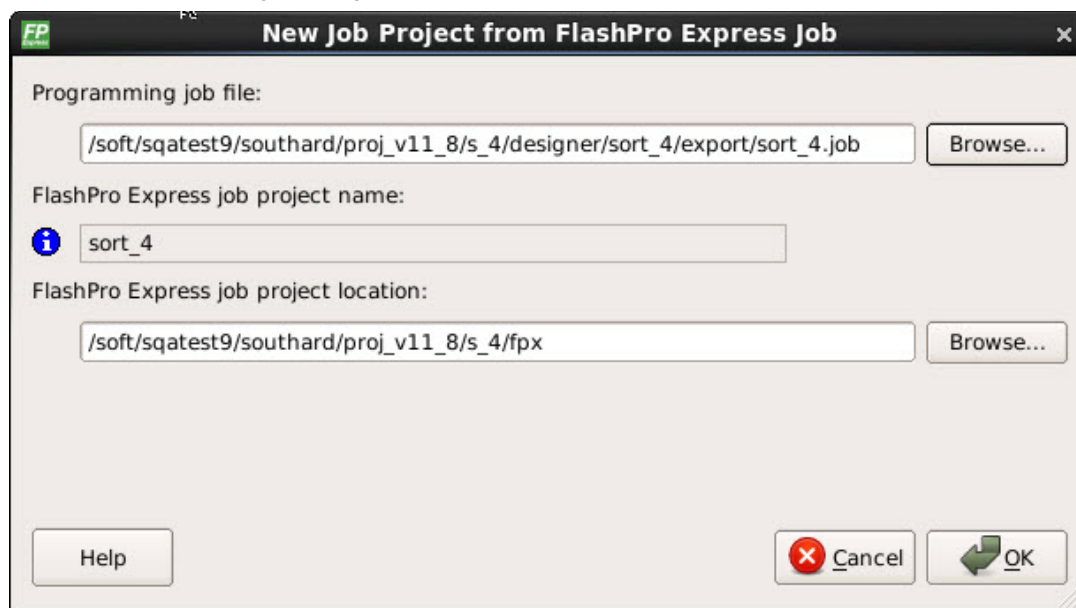 FP
Express
New Job Project from FlashPro Express Job
Programming job file:
/soft/sqatest9/southard/proj_v11_8/s_4/designer/sort_4/export/sort_4.job
Browse...
FlashPro Express job project name:
sort_4
FlashPro Express job project location:
/soft/sqatest9/southard/proj_v11_8/s_4/fpx
Browse...
Help
Cancel
OK